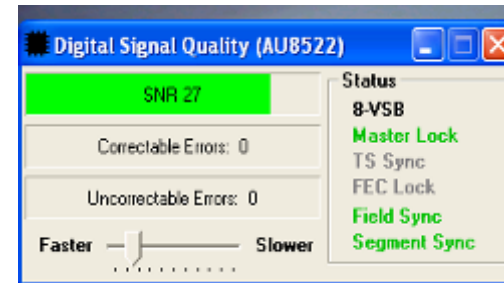 Digital Signal Quality (AU8522)
SNR 27
Correctable Errors: 0
Uncorrectable Errors: 0
Faster
Slower
Status
8-VSB
Master Lock
TS Sync
FEC Lock
Field Sync
Segment Sync